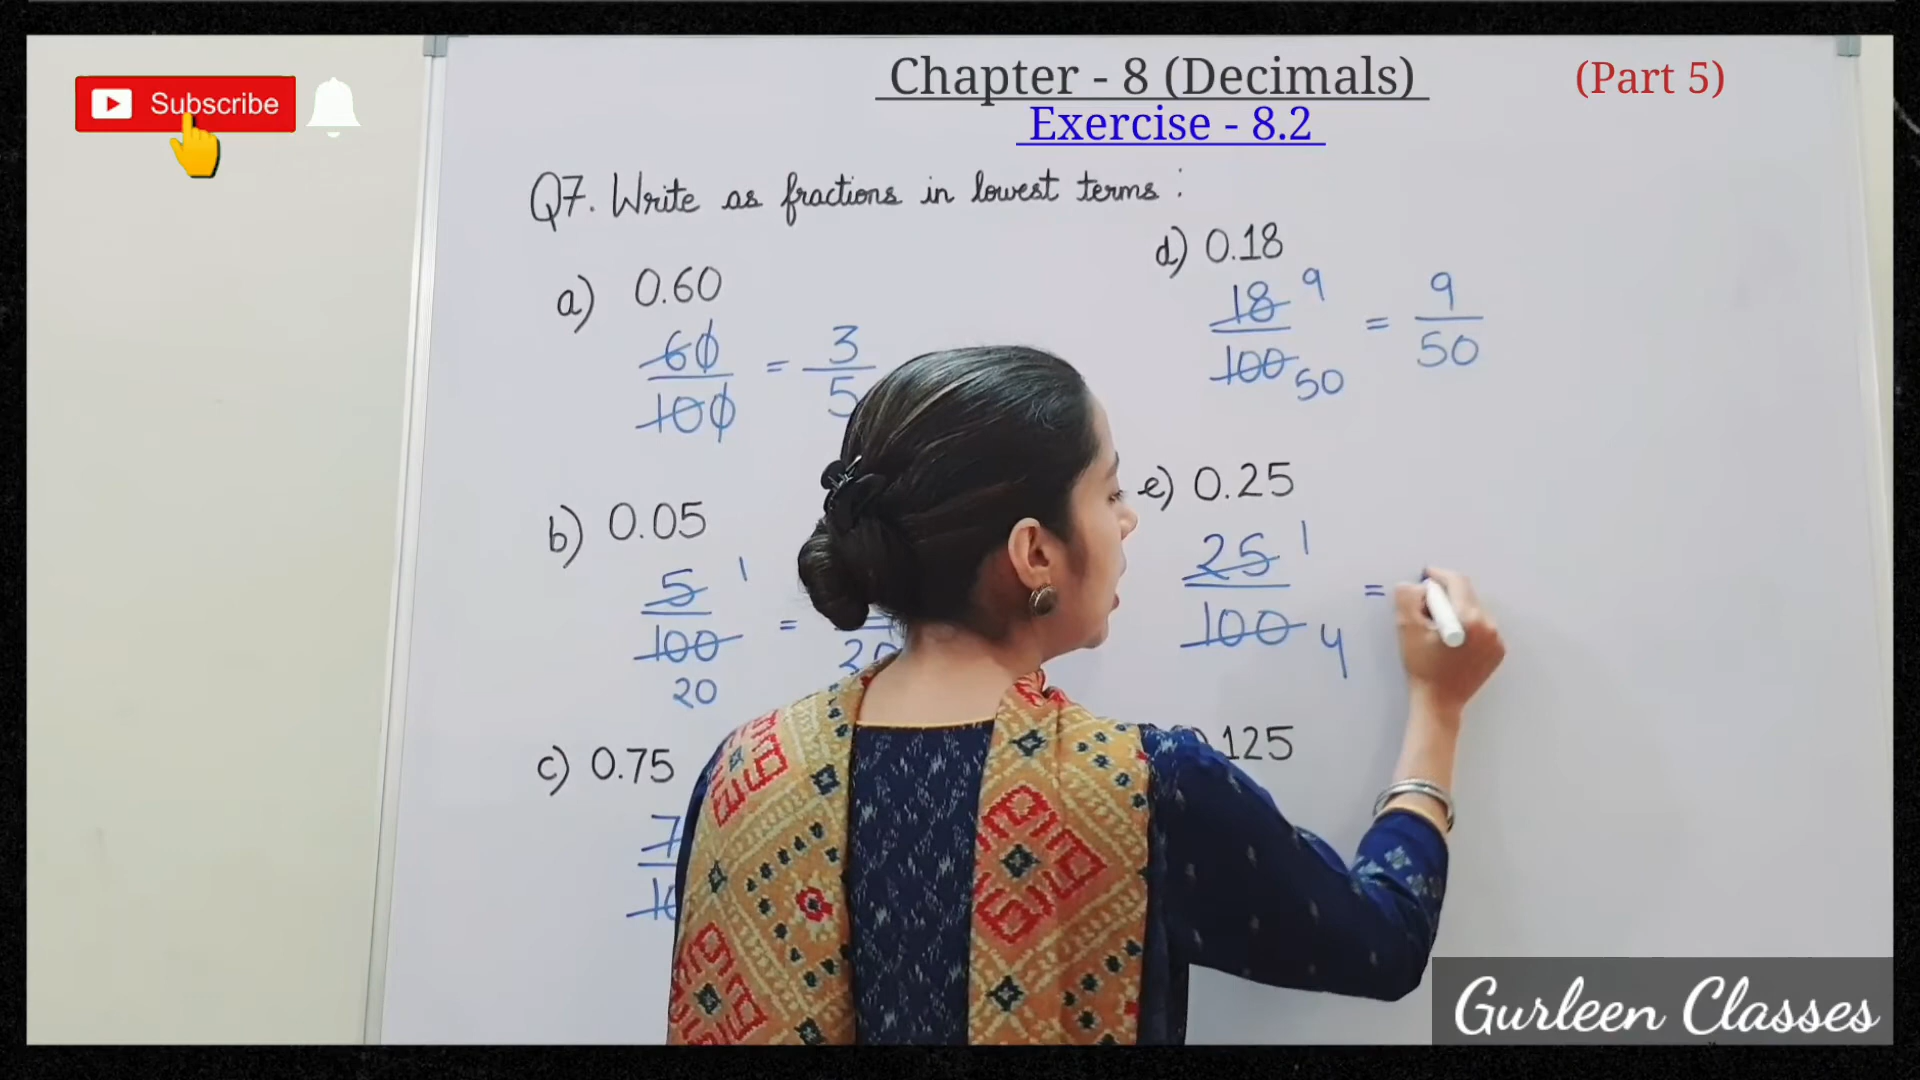 Subscribe
Chapter - 8 (Decimals)
(Part 5)
Exercise - 8.2
Q7. Write as fractions in lowest terms :
a) 0.60
60
100
= 3
5
b) 0.05
5 1
100
=
20
20
c) 0.75
d) 0.18
18 9
100 50
= 9
50
e) 0.25
25 1
100 4
=
.125
Gurleen Classes